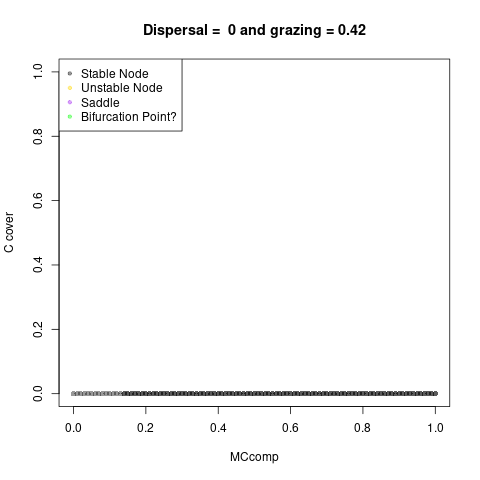 Dispersal =  0 and grazing = 0.42
Stable Node
Unstable Node
Saddle
Bifurcation Point?
1.0
0.8
0.6
0.4
0.2
0.0
C cover
0.0 0.2 0.4 0.6 0.8 1.0
MCcomp